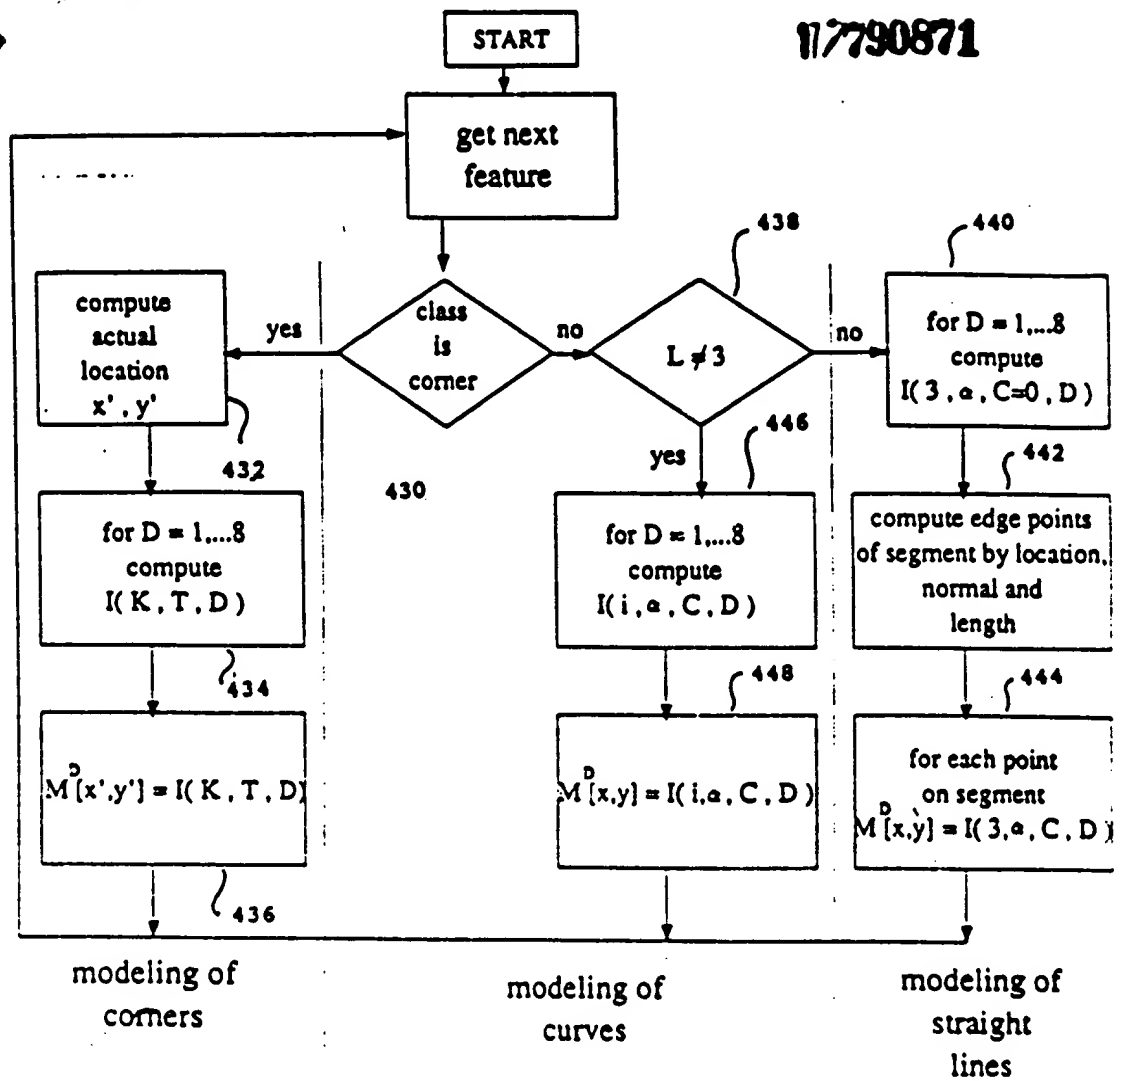 START
790871
get next
feature
438
440
compute
actual
location
x' , y'
yes
class
is
corner
no
L ≠ 3
no
for D = 1,...8
compute
I( 3 , α , C=0 , D )
432
430
446
yes
442
for D = 1,...8
compute
I( K , T , D )
for D = 1,...8
compute
I( i , α , C , D )
compute edge points
of segment by location,
normal and
length
434
448
444
M^D[x',y'] = I( K , T , D )
M^D[x,y] = I( i,α , C , D )
for each point
on segment
M^D[x,y] = I( 3,α , C , D )
436
modeling of
corners
modeling of
curves
modeling of
straight
lines